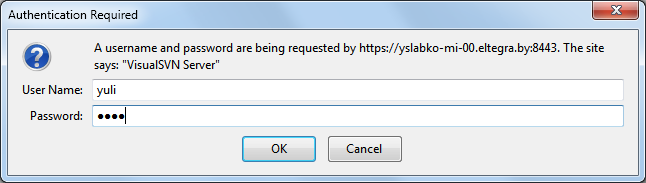 Authentication Required
A username and password are being requested by https://yslabko-mi-00.eltegra.by:8443. The site
says: "VisualSVN Server"
User Name: yuli
Password: ●●●●
OK Cancel